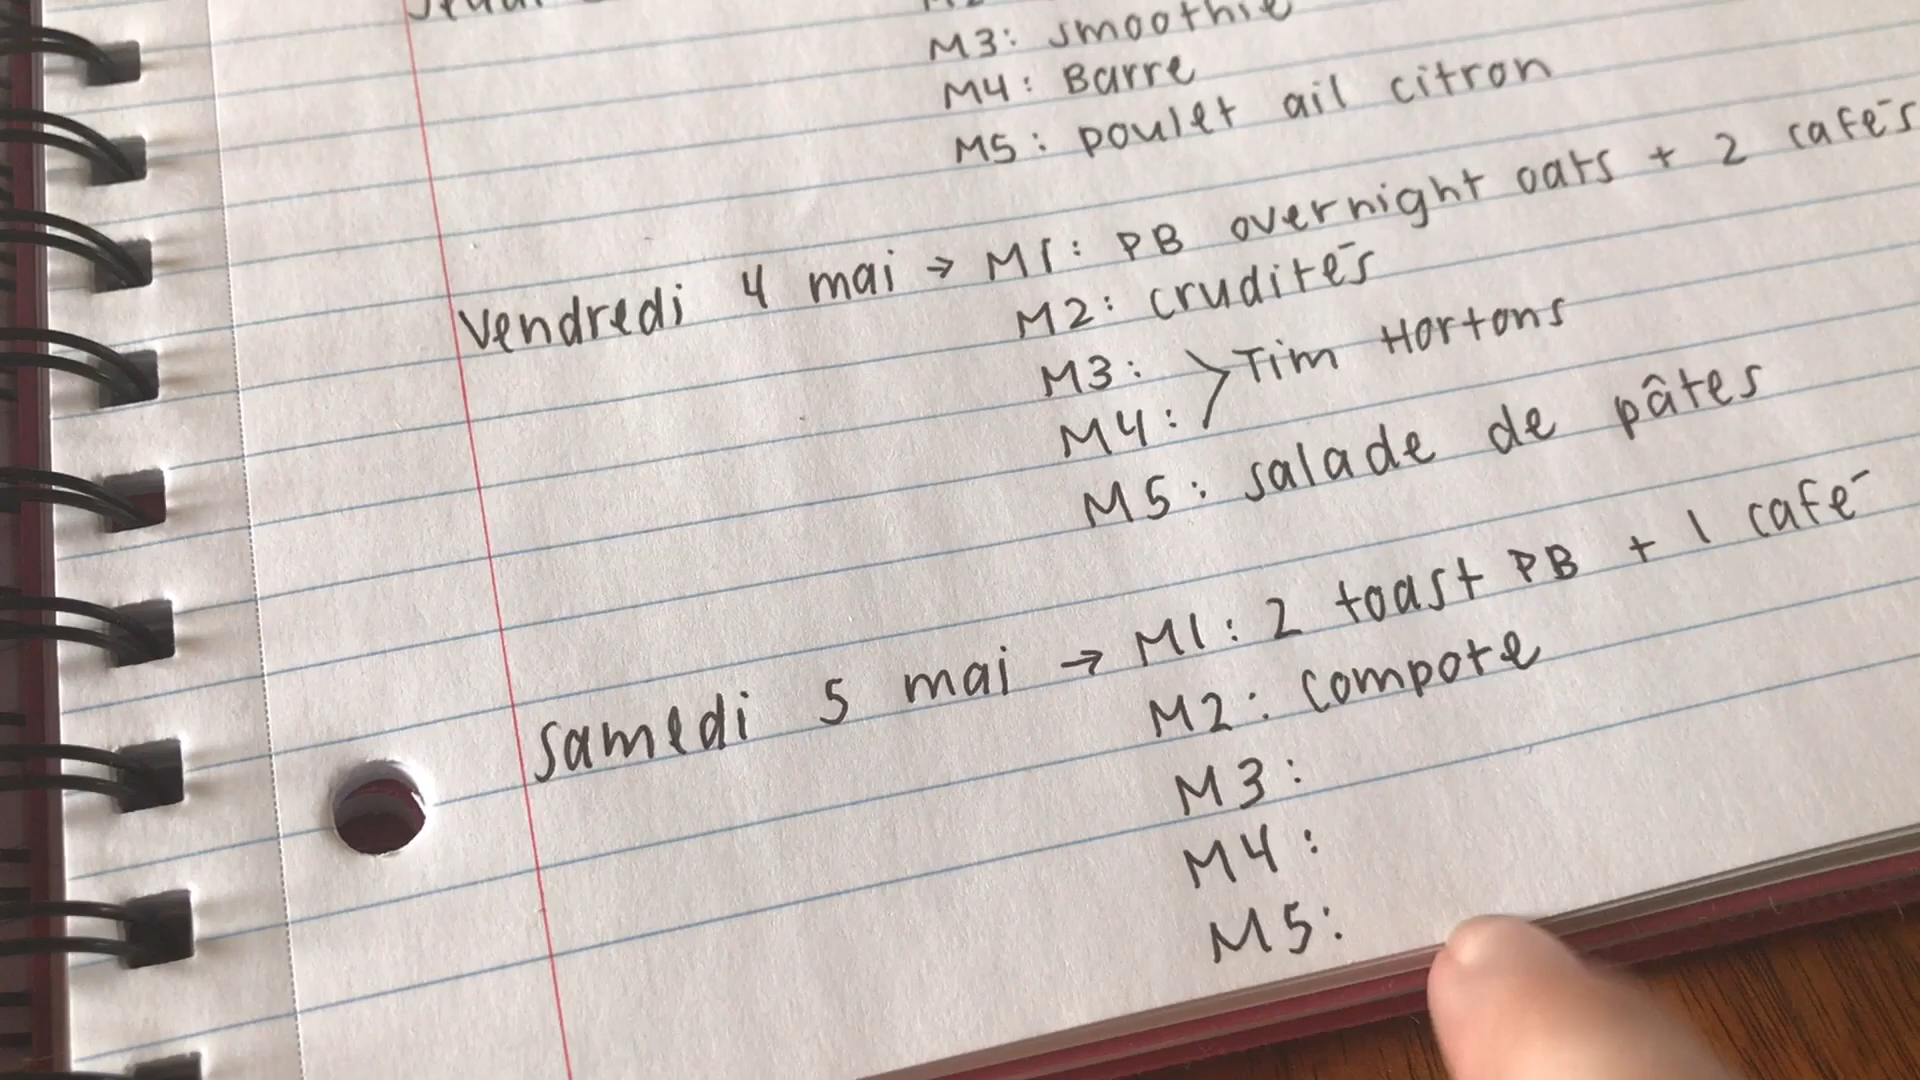 M3: smoothie
M4: Barre
M5: poulet ail citron
Vendredi 4 mai → M1: PB overnight oats + 2 cafés
M2: crudités
M3: > Tim Hortons
M4:
M5: salade de pâtes
Samedi 5 mai → M1: 2 toast PB + 1 café
M2: compote
M3:
M4:
M5: